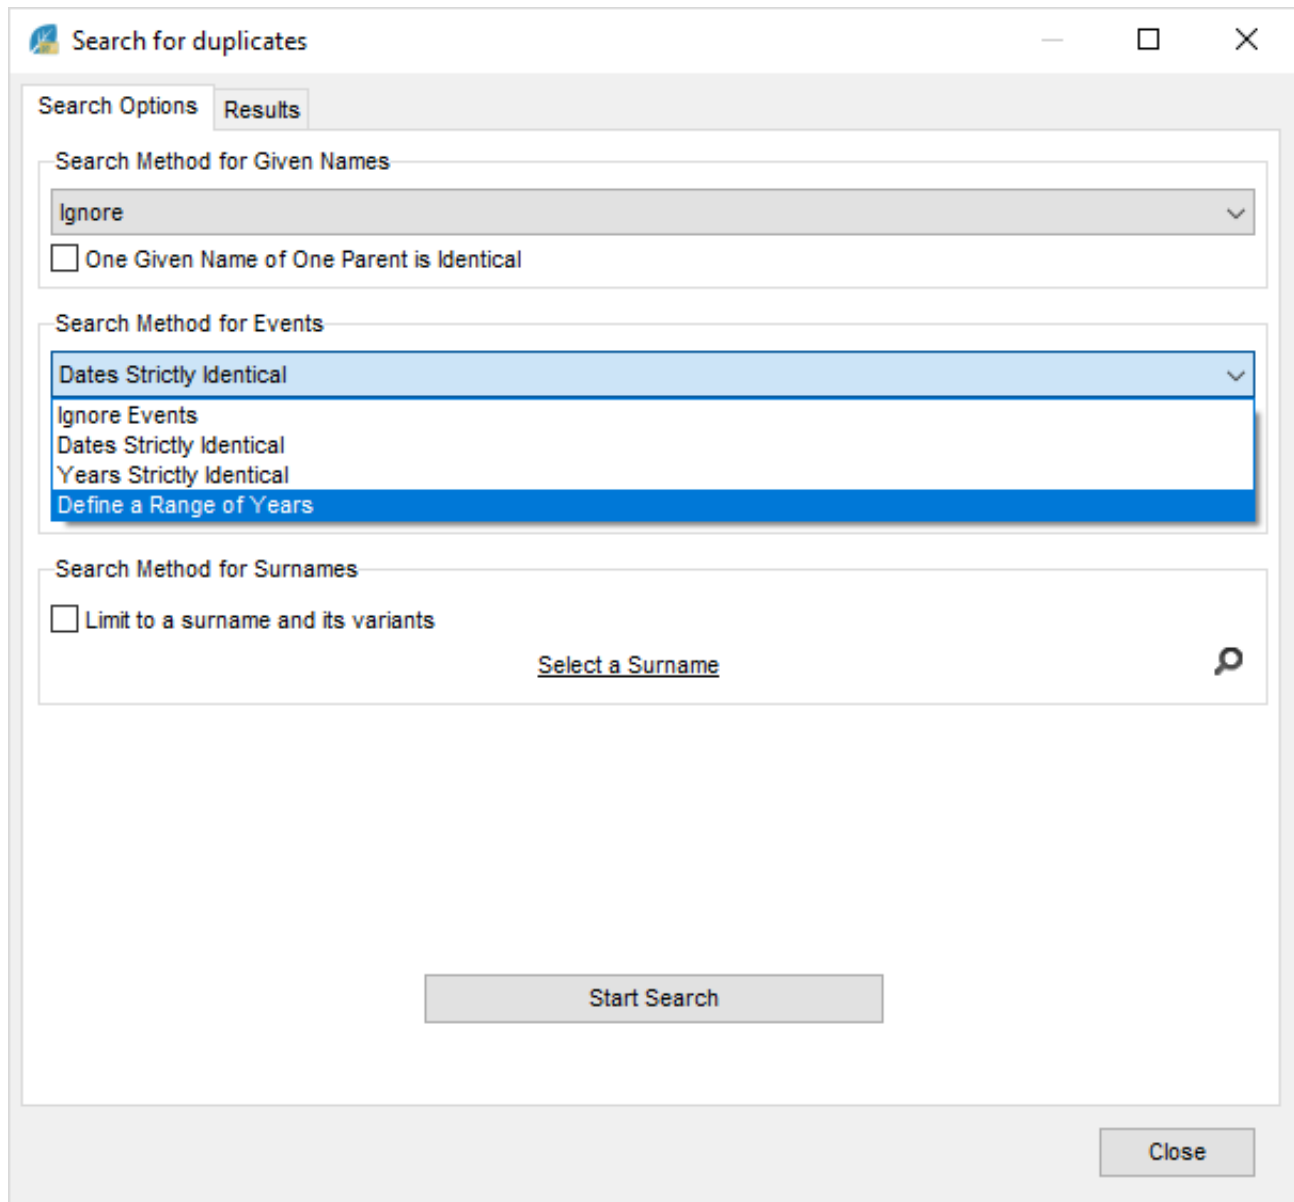 Search for duplicates
Search Options
Results
Search Method for Given Names
Ignore
One Given Name of One Parent is Identical
Search Method for Events
Dates Strictly Identical
Ignore Events
Dates Strictly Identical
Years Strictly Identical
Define a Range of Years
Search Method for Surnames
Limit to a surname and its variants
Select a Surname
Start Search
Close